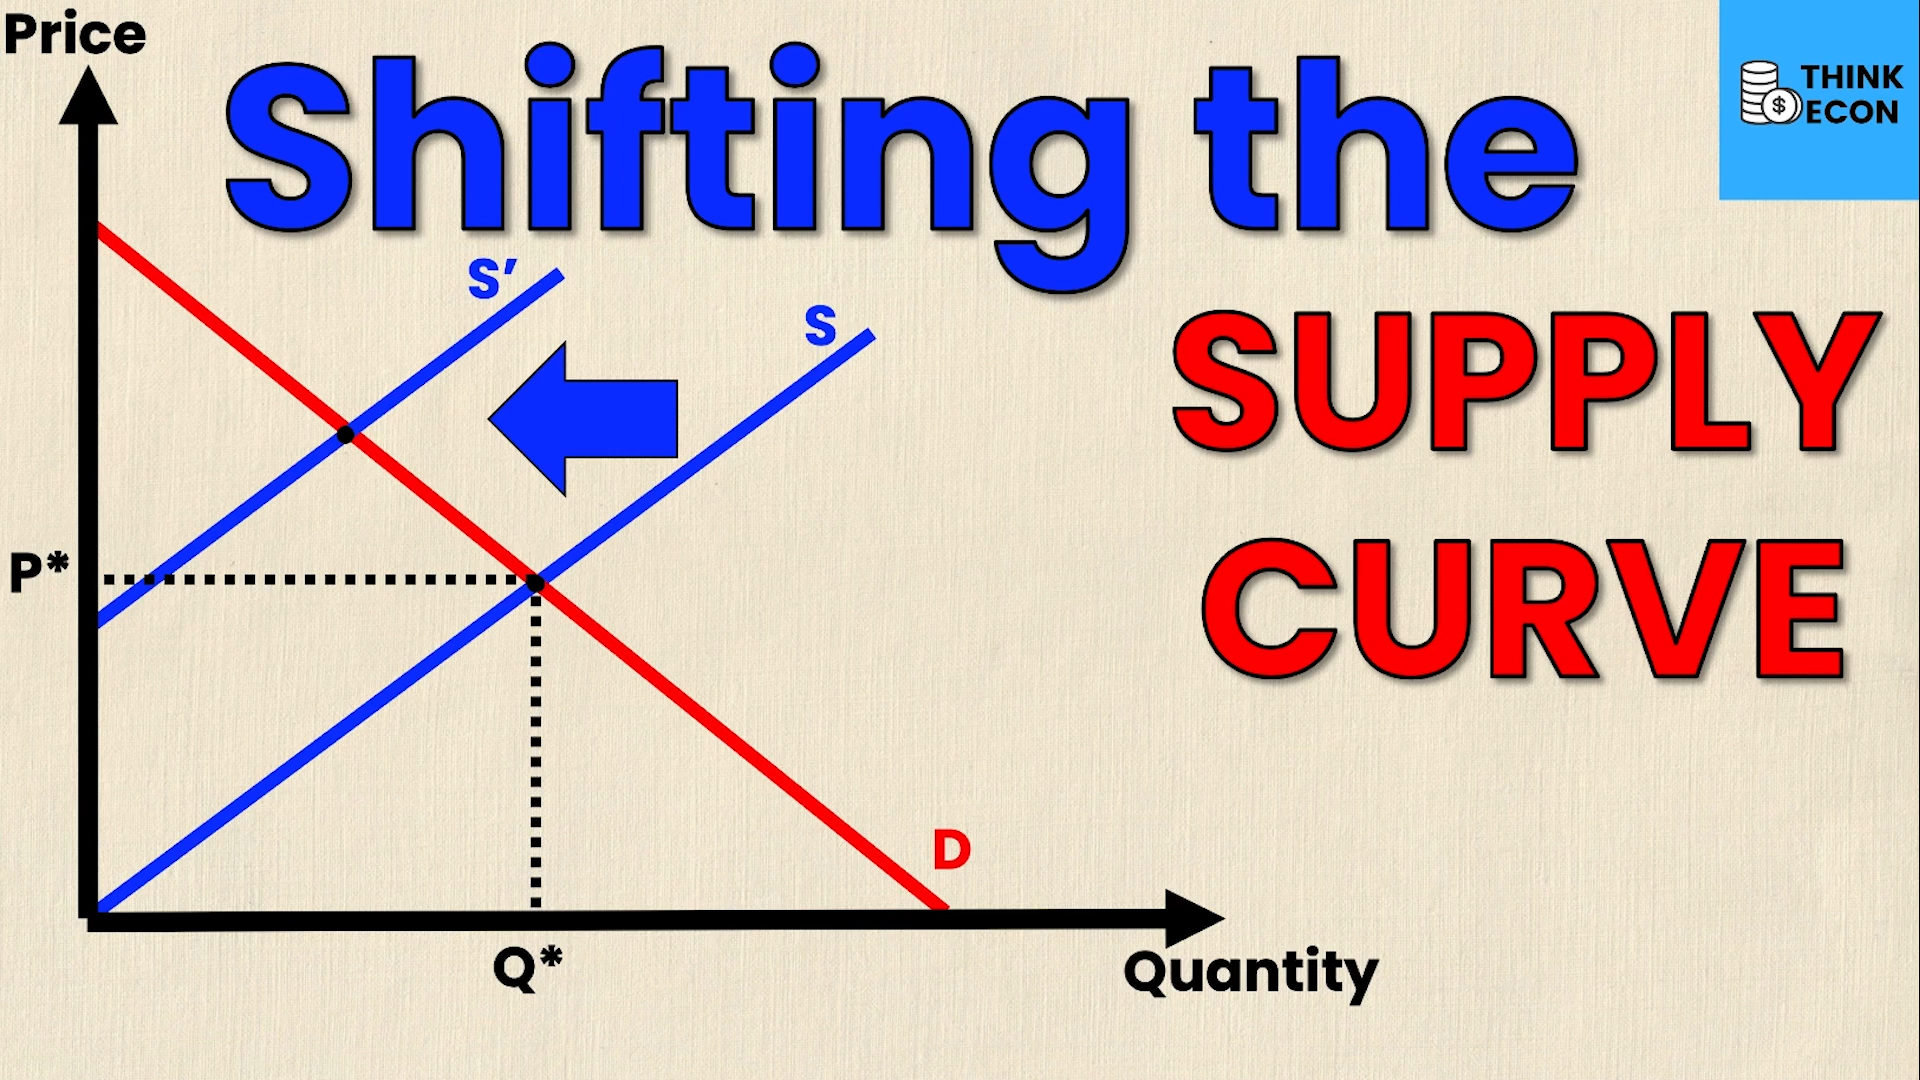 Price
Shifting the
THINK
ECON
S′
S
SUPPLY
CURVE
P*
D
Q*
Quantity